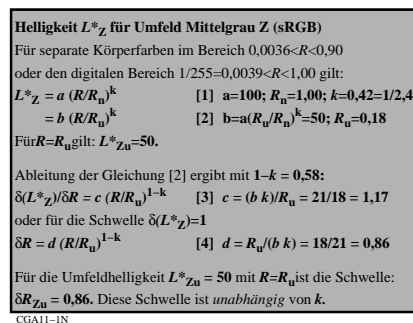 Helligkeit L*Z für Umfeld Mittelgrau Z (sRGB)
Für separate Körperfarben im Bereich 0,0036<R<0,90
oder den digitalen Bereich 1/255=0,0039<R<1,00 gilt:
L*Z = a (R/Rn)^k [1] a=100; Rn=1,00; k=0,42=1/2,4
= b (R/Rn)^k [2] b=a(Ru/Rn)^k=50; Ru=0,18
FürR=Rugilt: L*Zu=50.
Ableitung der Gleichung [2] ergibt mit 1–k = 0,58:
δ(L*Z)/δR = c (R/Ru)^1–k [3] c = (b k)/Ru = 21/18 = 1,17
oder für die Schwelle δ(L*Z)=1
δR = d (R/Ru)^1–k [4] d = Ru/(b k) = 18/21 = 0,86
Für die Umfeldhelligkeit L*Zu = 50 mit R=Ruist die Schwelle:
δRZu = 0,86. Diese Schwelle ist unabhängig von k.
CGA11–1N